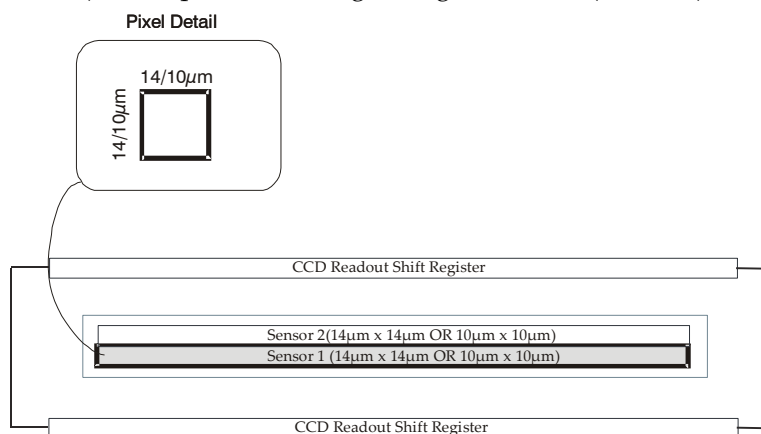 Pixel Detail
14/10µm
14/10µm
CCD Readout Shift Register
Sensor 2(14µm x 14µm OR 10µm x 10µm)
Sensor 1 (14µm x 14µm OR 10µm x 10µm)
CCD Readout Shift Register